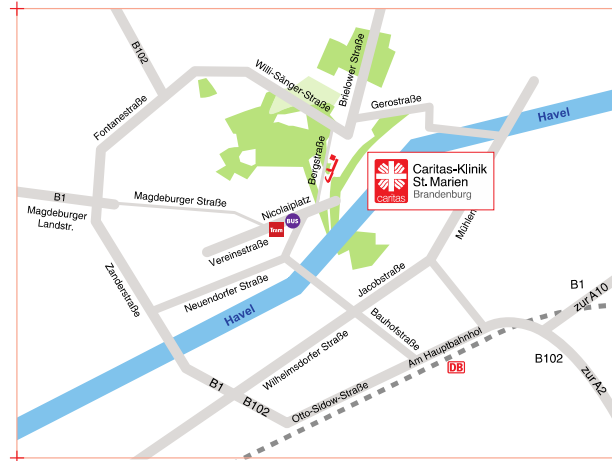 B102
Willi-Sänger-Straße
Brielower Straße
Gerostraße
Fontanestraße
Havel
Bergstraße
Caritas-Klinik
St. Marien
Brandenburg
caritas
B1
Magdeburger
Landstr.
Magdeburger Straße
Nicolaiplatz
Tram
BUS
Vereinsstraße
Zanderstraße
Neuendorfer Straße
Jacobstraße
Havel
Bauhofstraße
B1
zur A10
Wilhelmsdorfer Straße
Am Hauptbahnhof
DB
B102
zur A2
B1
B102
Otto-Sidow-Straße